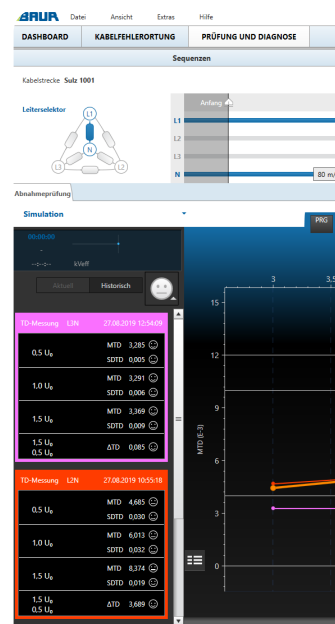 BAUR Datei Ansicht Extras Hilfe
DASHBOARD KABELFEHLERORTUNG PRÜFUNG UND DIAGNOSE
Sequenzen
Kabelstrecke Sulz 1001
Leiterselektor
L1
N
L3 L2
Anfang
L1
L2
L3
N
80 m/
Abnahmeprüfung
Simulation
PRG
00:00:00
-
--:--:-- kVeff
Aktuell Historisch
TD-Messung L3N 27.08.2019 12:54:09
0,5 U₀ MTD 3,285
SDTD 0,005
1,0 U₀ MTD 3,291
SDTD 0,006
1,5 U₀ MTD 3,369
SDTD 0,009
1,5 U₀
0,5 U₀ ΔTD 0,085
TD-Messung L2N 27.08.2019 10:55:18
0,5 U₀ MTD 4,685
SDTD 0,030
1,0 U₀ MTD 6,013
SDTD 0,032
1,5 U₀ MTD 8,374
SDTD 0,019
1,5 U₀
0,5 U₀ ΔTD 3,689
3 3,5
15
12
9
6
3
0
MTD (E-3)